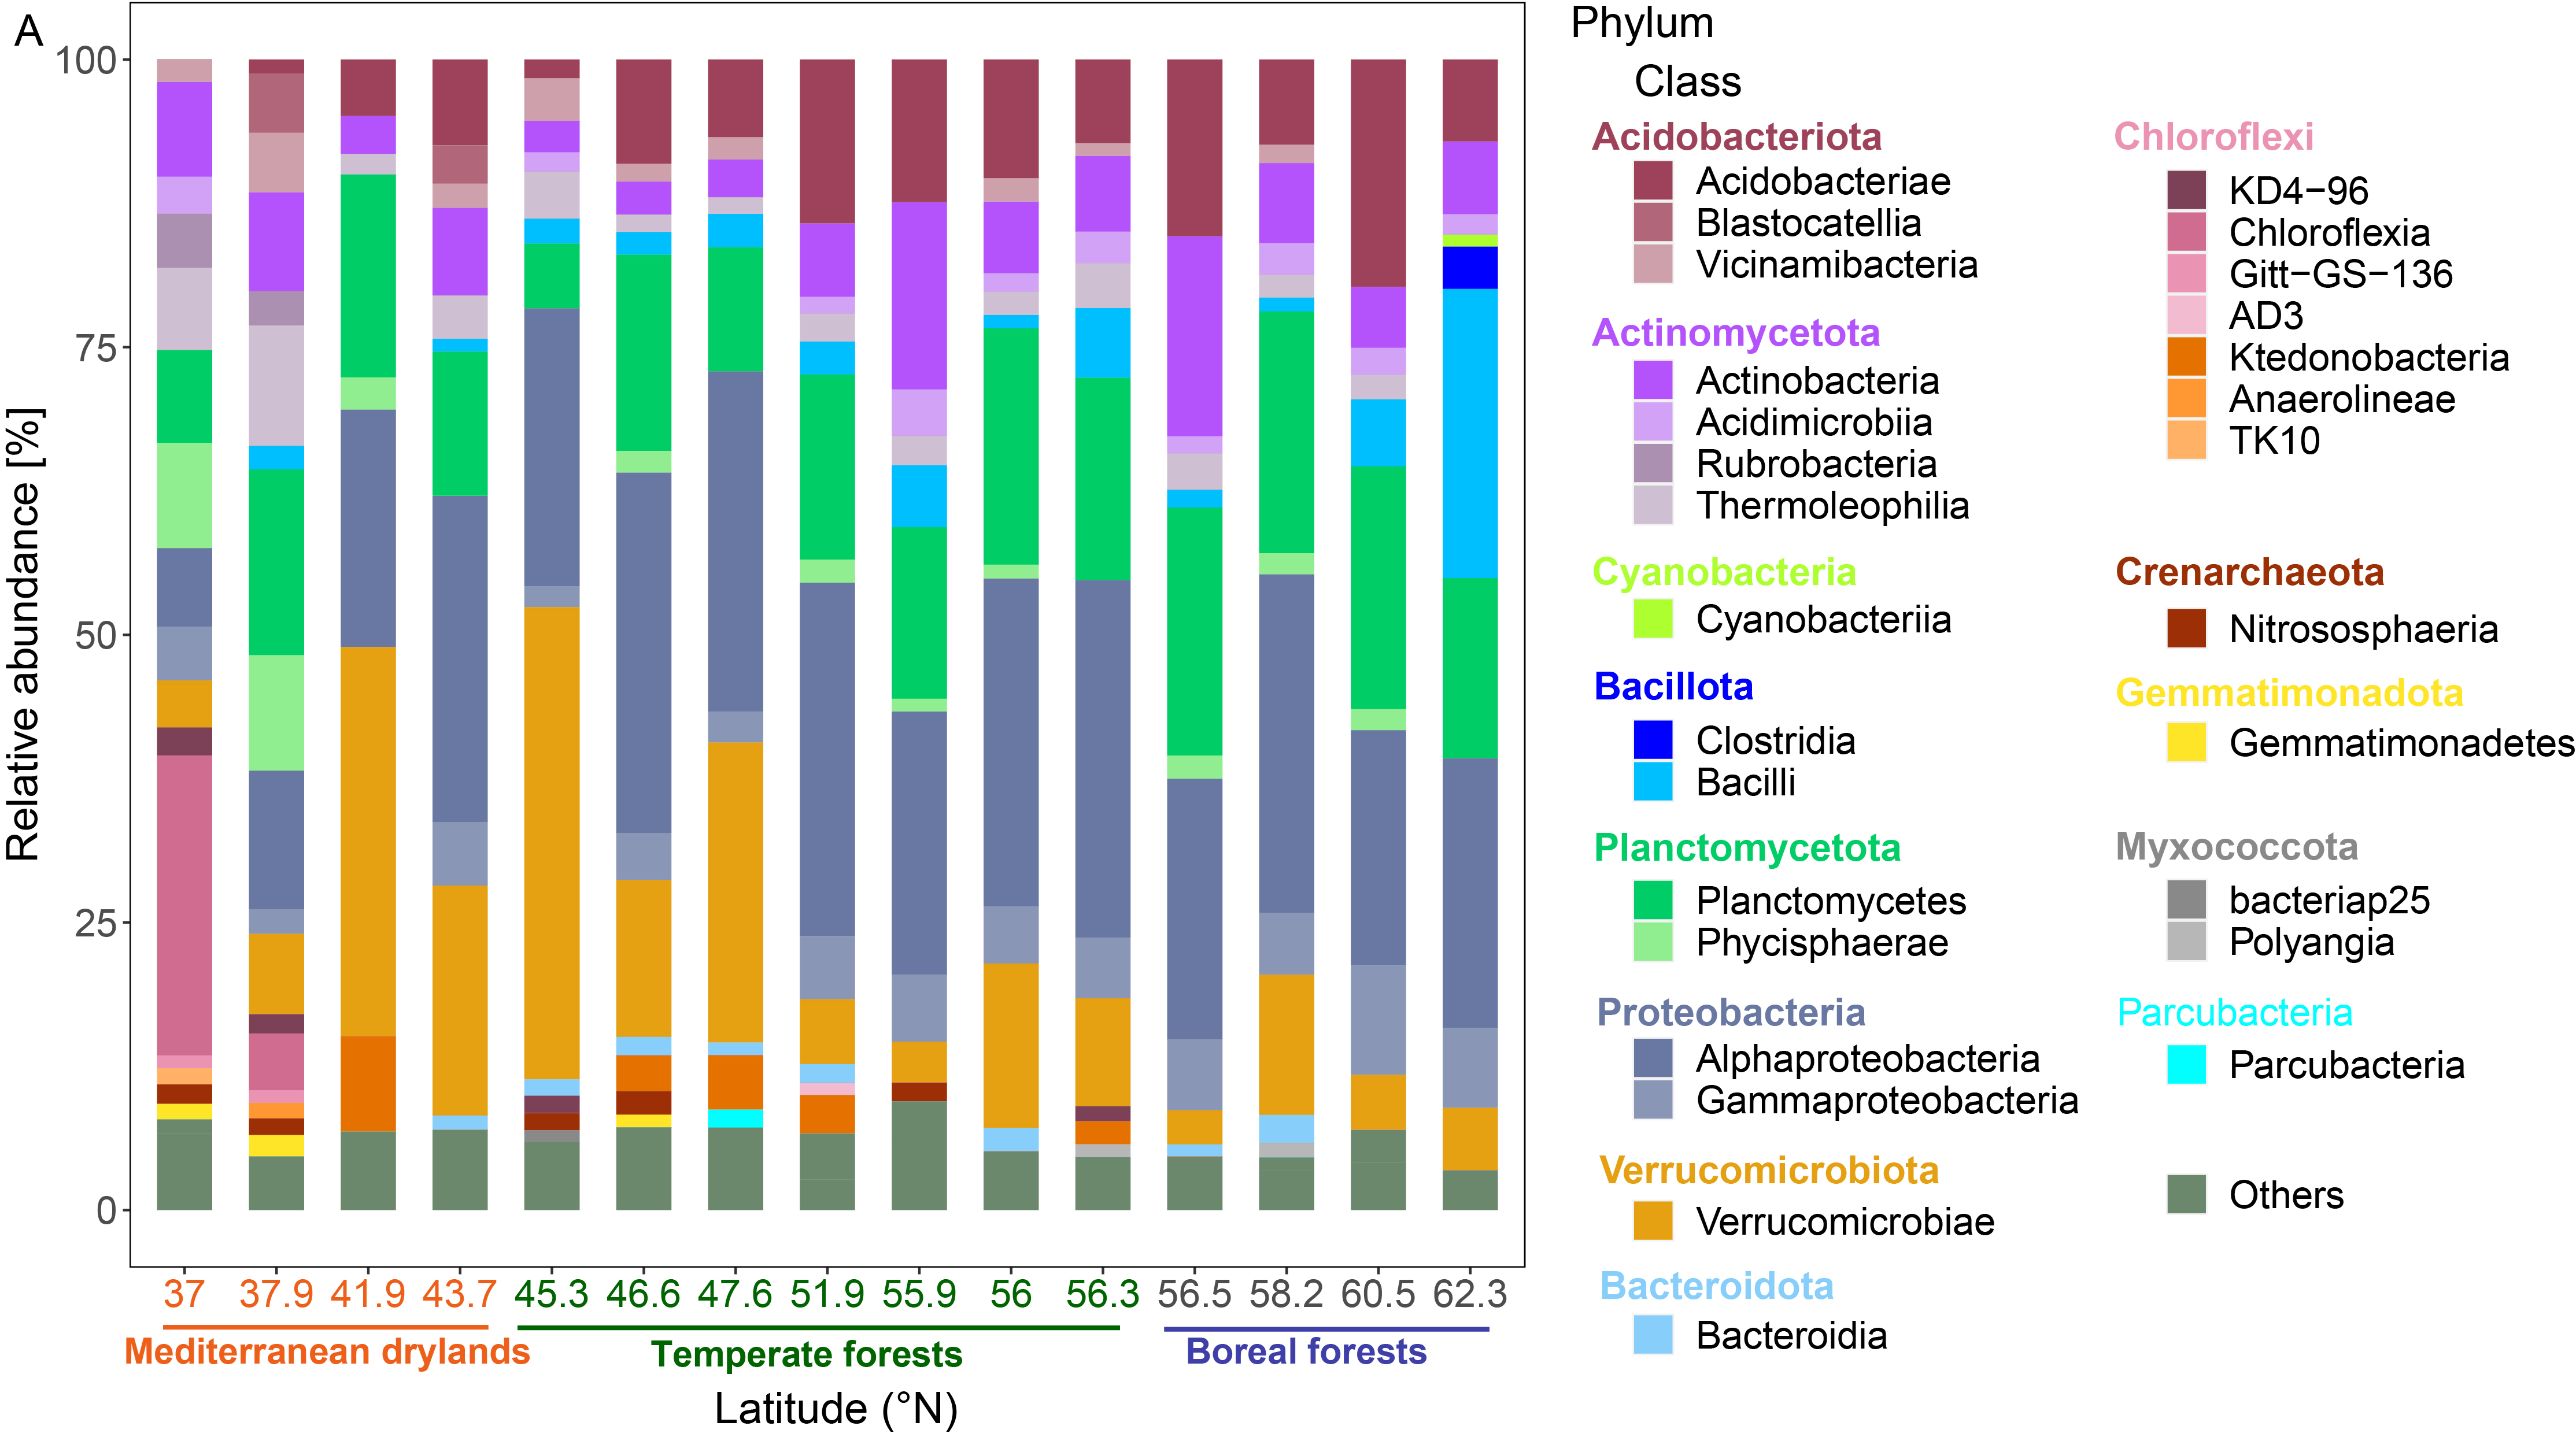 A
Relative abundance [%]
100
75
50
25
0
37 37.9 41.9 43.7 45.3 46.6 47.6 51.9 55.9 56 56.3 56.5 58.2 60.5 62.3
Mediterranean drylands Temperate forests Boreal forests
Latitude (°N)
Phylum
Class
Acidobacteriota
Acidobacteriae
Blastocatellia
Vicinamibacteria
Actinomycetota
Actinobacteria
Acidimicrobiia
Rubrobacteria
Thermoleophilia
Cyanobacteria
Cyanobacteriia
Bacillota
Clostridia
Bacilli
Planctomycetota
Planctomycetes
Phycisphaerae
Proteobacteria
Alphaproteobacteria
Gammaproteobacteria
Verrucomicrobiota
Verrucomicrobiae
Bacteroidota
Bacteroidia
Chloroflexi
KD4−96
Chloroflexia
Gitt−GS−136
AD3
Ktedonobacteria
Anaerolineae
TK10
Crenarchaeota
Nitrososphaeria
Gemmatimonadota
Gemmatimonadetes
Myxococcota
bacteriap25
Polyangia
Parcubacteria
Parcubacteria
Others